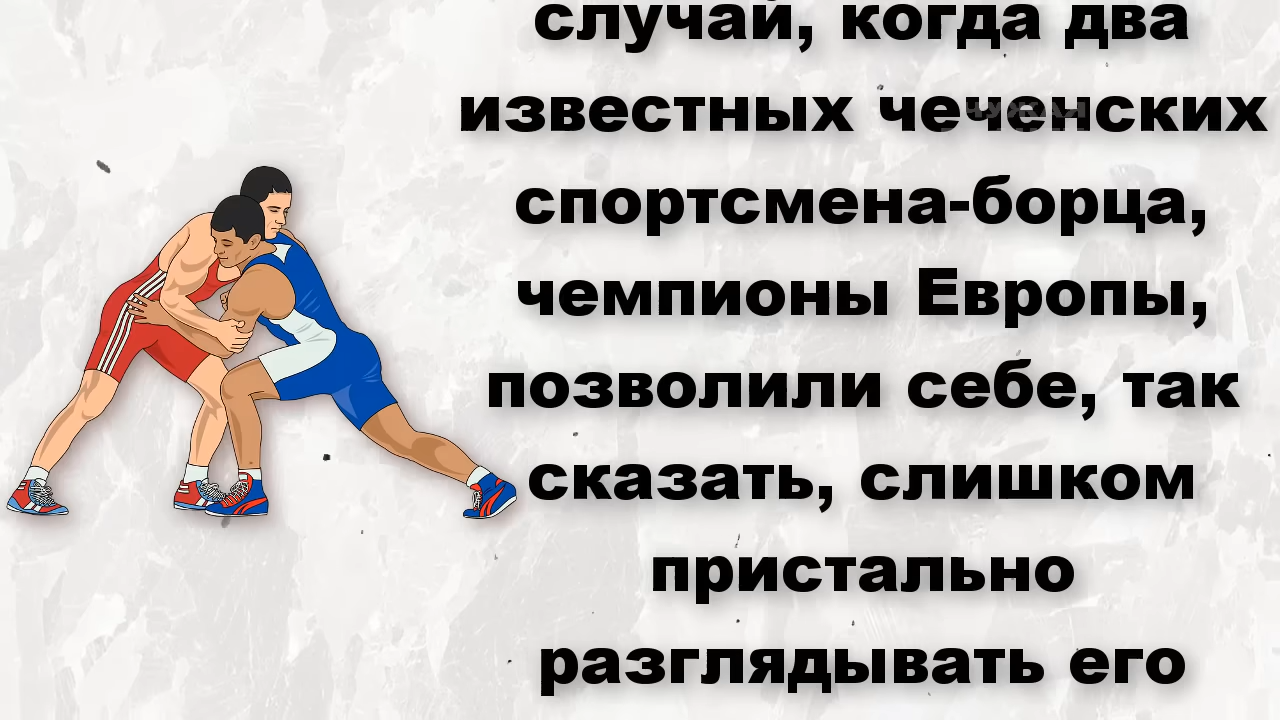 случай, когда два
известных чеченских
спортсмена-борца,
чемпионы Европы,
позволили себе, так
сказать, слишком
пристально
разглядывать его